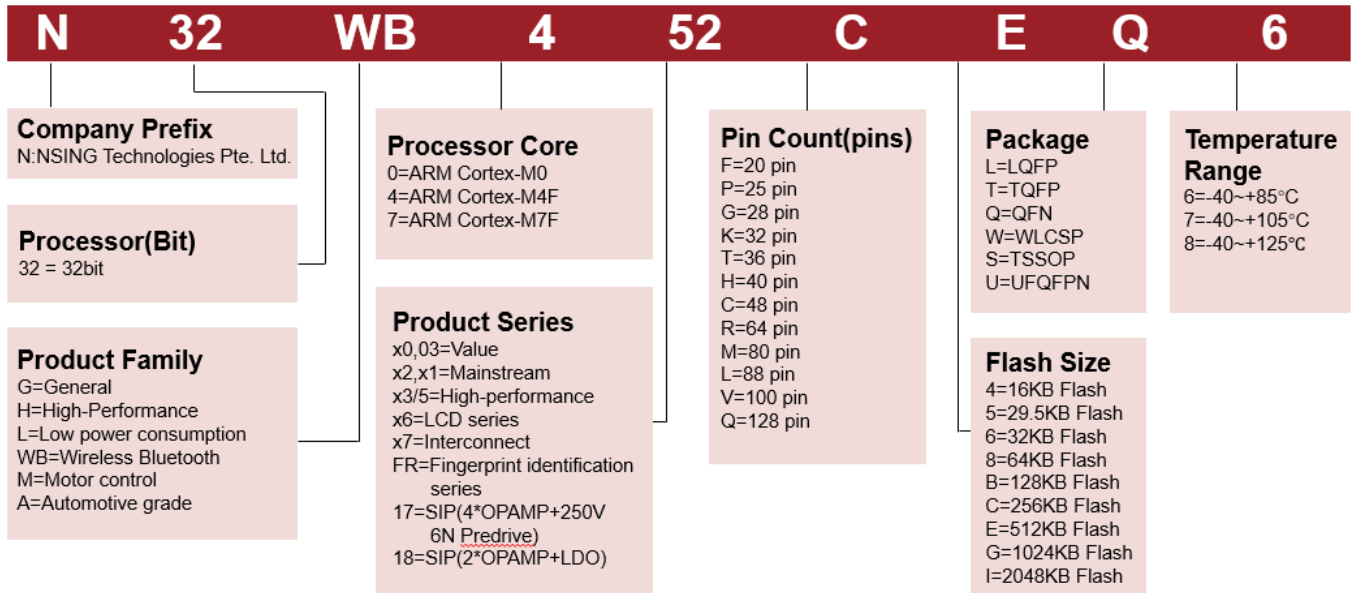 N 32 WB 4 52 C E Q 6
Company Prefix
N:NSING Technologies Pte. Ltd.
Processor(Bit)
32 = 32bit
Product Family
G=General
H=High-Performance
L=Low power consumption
WB=Wireless Bluetooth
M=Motor control
A=Automotive grade
Processor Core
0=ARM Cortex-M0
4=ARM Cortex-M4F
7=ARM Cortex-M7F
Product Series
x0,03=Value
x2,x1=Mainstream
x3/5=High-performance
x6=LCD series
x7=Interconnect
FR=Fingerprint identification
series
17=SIP(4*OPAMP+250V
6N Predrive)
18=SIP(2*OPAMP+LDO)
Pin Count(pins)
F=20 pin
P=25 pin
G=28 pin
K=32 pin
T=36 pin
H=40 pin
C=48 pin
R=64 pin
M=80 pin
L=88 pin
V=100 pin
Q=128 pin
Package
L=LQFP
T=TQFP
Q=QFN
W=WLCSP
S=TSSOP
U=UFQFPN
Flash Size
4=16KB Flash
5=29.5KB Flash
6=32KB Flash
8=64KB Flash
B=128KB Flash
C=256KB Flash
E=512KB Flash
G=1024KB Flash
I=2048KB Flash
Temperature
Range
6=-40~+85°C
7=-40~+105°C
8=-40~+125℃